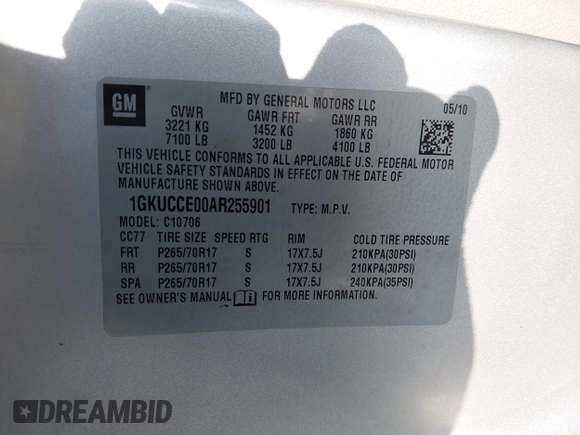 GM
MFD BY GENERAL MOTORS LLC
05/10
GVWR GAWR FRT GAWR RR
3221 KG 1452 KG 1860 KG
7100 LB 3200 LB 4100 LB
THIS VEHICLE CONFORMS TO ALL APPLICABLE U.S. FEDERAL MOTOR
VEHICLE SAFETY STANDARDS IN EFFECT ON THE DATE OF
MANUFACTURE SHOWN ABOVE.
1GKUCCE00AR255901 TYPE: M.P.V.
MODEL: C10706
CC77 TIRE SIZE SPEED RTG RIM COLD TIRE PRESSURE
FRT P265/70R17 S 17X7.5J 210KPA(30PSI)
RR P265/70R17 S 17X7.5J 210KPA(30PSI)
SPA P265/70R17 S 17X7.5J 240KPA(35PSI)
SEE OWNER'S MANUAL FOR MORE INFORMATION.
DREAMBID